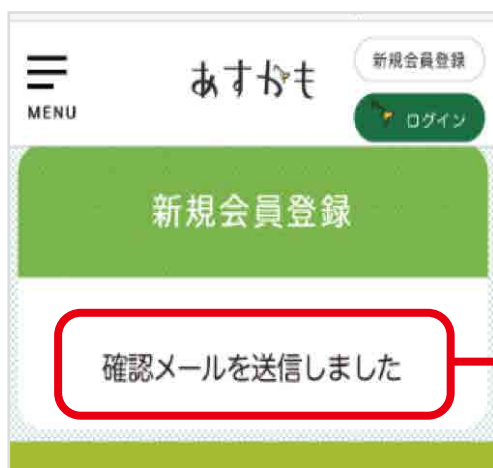 新規会員登録
あすかも
MENU
ログイン
新規会員登録
確認メールを送信しました